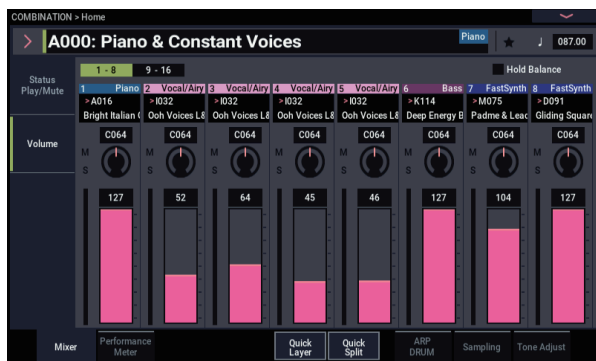 COMBINATION > Home
> A000: Piano & Constant Voices Piano ♩ 087.00
Status Play/Mute
1 - 8 9 - 16 Hold Balance
1 Piano 2 Vocal/Airy 3 Vocal/Airy 4 Vocal/Airy 5 Vocal/Airy 6 Bass 7 FastSynth 8 FastSynth
>A016 >I032 >I032 >I032 >I032 >K114 >M075 >D091
Bright Italian Ooh Voices L& Ooh Voices L& Ooh Voices L& Ooh Voices L& Deep Energy B Padme & Lead Gliding Square
Volume
C064 C064 C064 C064 C064 C064 C064 C064
M M M M M M M M
S S S S S S S S
127 52 64 45 46 127 104 127
Mixer Performance Meter Quick Layer Quick Split ARP DRUM Sampling Tone Adjust